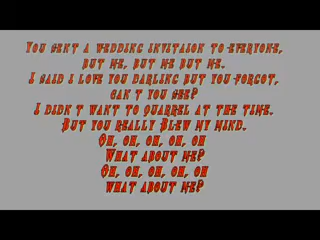 You sent a wedding invitaion to everyone,
but me, but me but me.
I said i love you darling but you forgot,
can t you see?
I didn t want to quarrel at the time.
But you really Blew my mind.
Oh, oh, oh, oh, oh
What about me?
Oh, oh, oh, oh, oh
what about me?